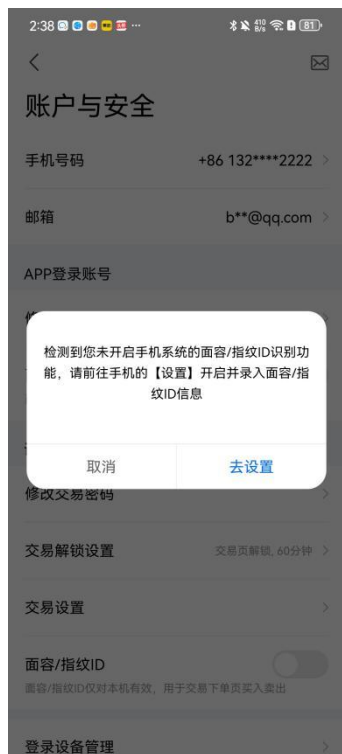 2:38
410 B/s
81
账户与安全
手机号码
+86 132****2222
邮箱
b**@qq.com
APP登录账号
检测到您未开启手机系统的面容/指纹ID识别功
能，请前往手机的【设置】开启并录入面容/指
纹ID信息
取消
去设置
修改交易密码
交易解锁设置
交易页解锁, 60分钟
交易设置
面容/指纹ID
面容/指纹ID仅对本机有效，用于交易下单页买入卖出
登录设备管理